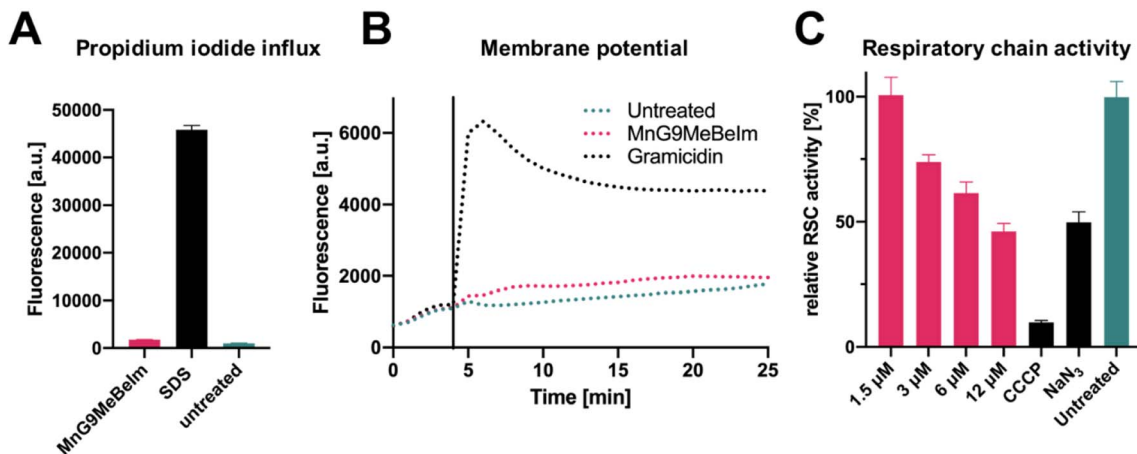 A
Propidium iodide influx
Fluorescence [a.u.]
50000
40000
30000
20000
10000
0
MnG9MeBeIm
SDS
untreated
B
Membrane potential
Fluorescence [a.u.]
6000
4000
2000
0
Untreated
MnG9MeBeIm
Gramicidin
0
5
10
15
20
25
Time [min]
C
Respiratory chain activity
relative RSC activity [%]
100
50
0
1.5 µM
3 µM
6 µM
12 µM
CCCP
NaN₃
Untreated